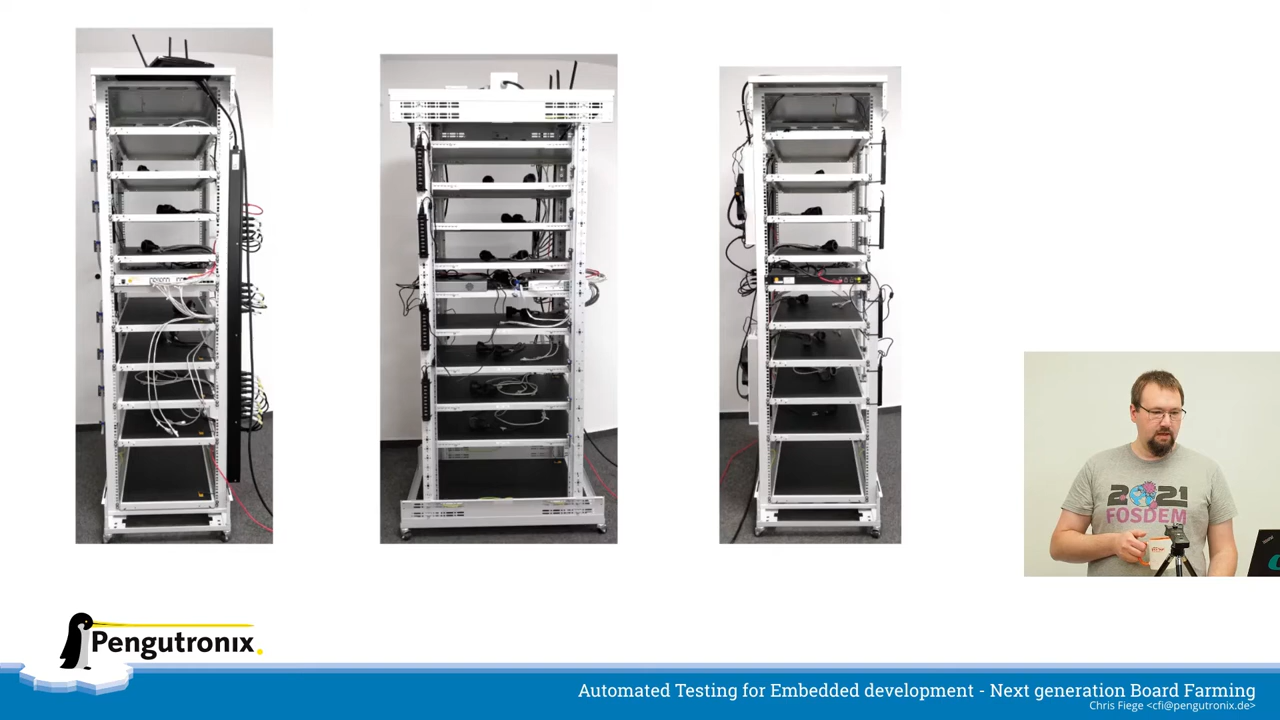 2021
FOSDEM
Pengutronix
Automated Testing for Embedded development - Next generation Board Farming
Chris Fiege <cfi@pengutronix.de>